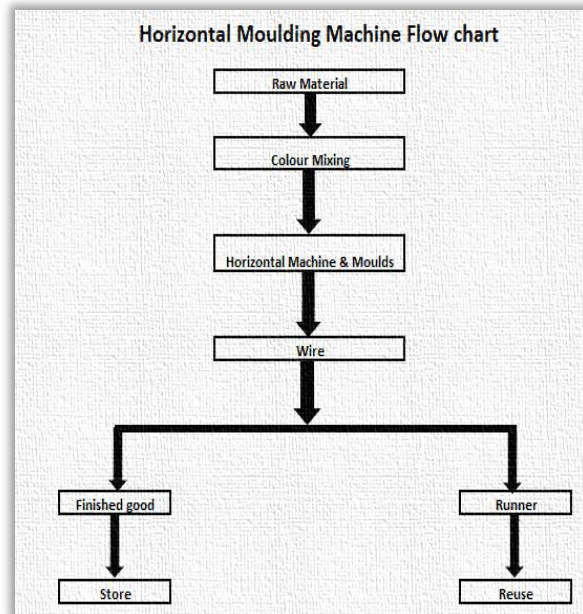 Horizontal Moulding Machine Flow chart
Raw Material
Colour Mixing
Horizontal Machine & Moulds
Wire
Finished good
Runner
Store
Reuse